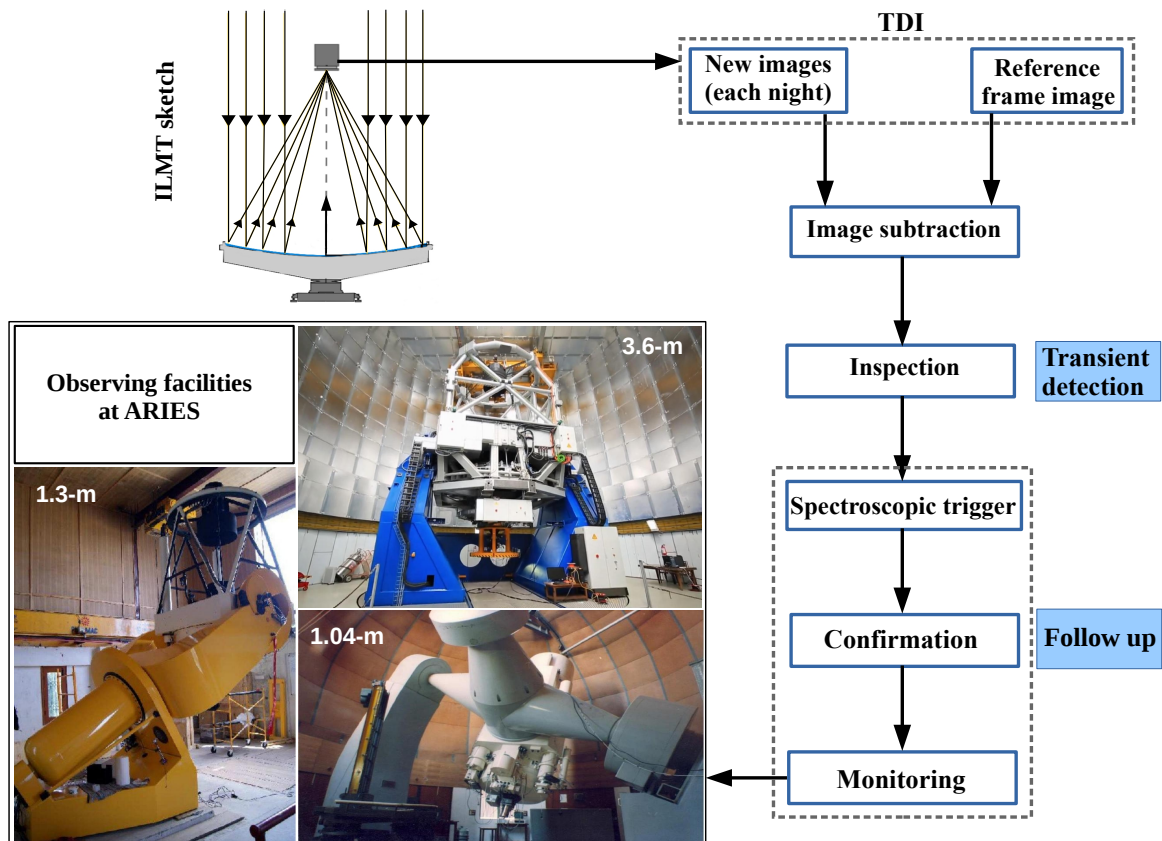 ILMT sketch
TDI
New images
(each night)
Reference
frame image
Image subtraction
Inspection
Transient
detection
Spectroscopic trigger
Confirmation
Follow up
Monitoring
Observing facilities
at ARIES
3.6-m
1.3-m
1.04-m